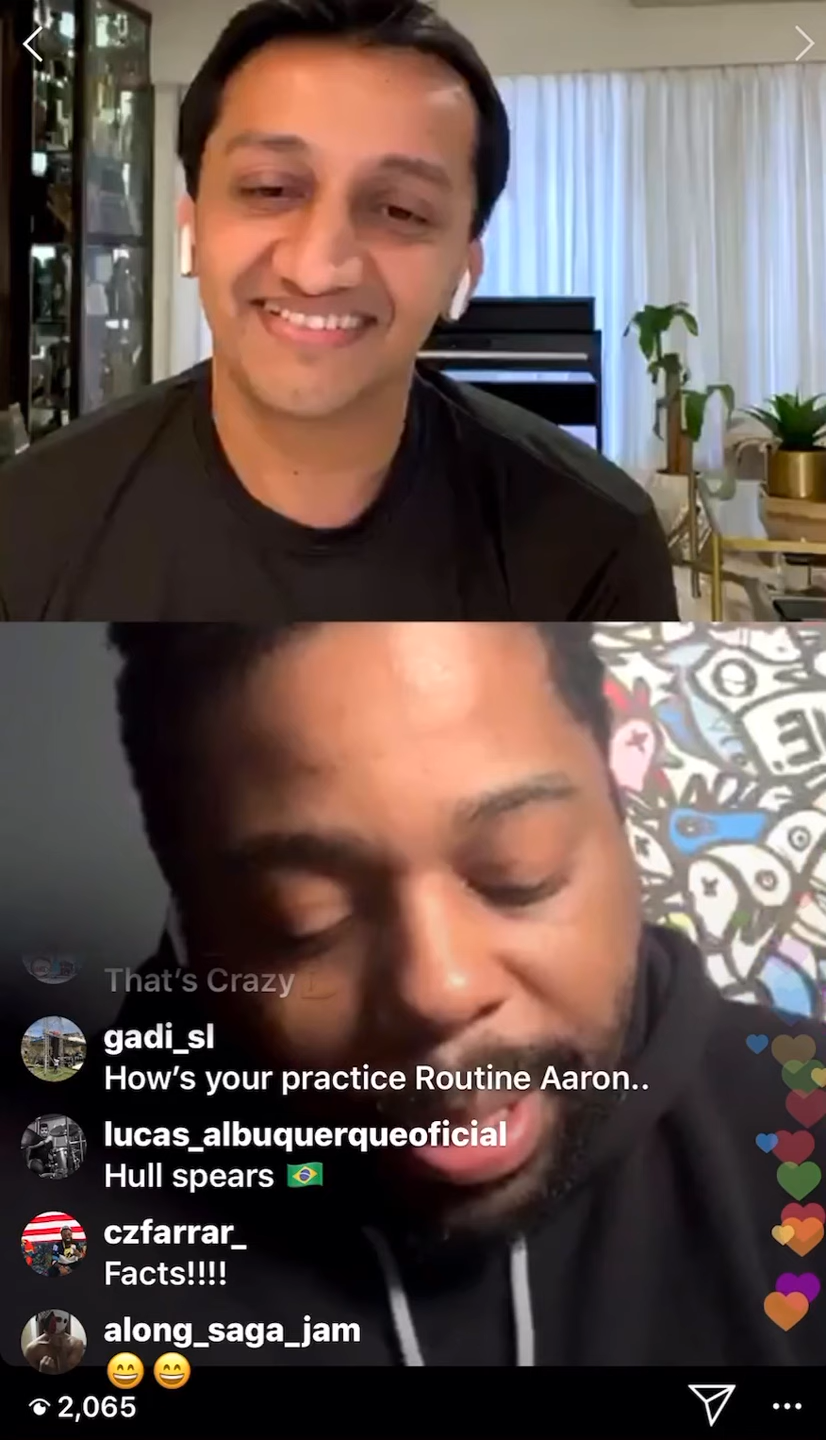 That's Crazy
gadi_sl
How's your practice Routine Aaron..
lucas_albuquerqueoficial
Hull spears 🇧🇷
czfarrar_
Facts!!!!
along_saga_jam
😄 😄
2,065